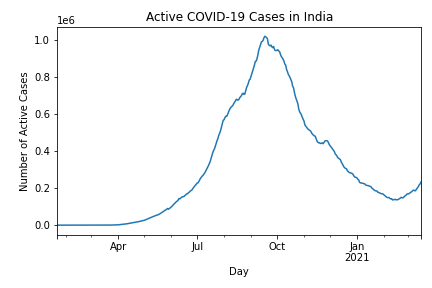 Active COVID-19 Cases in India
1e6
1.0
0.8
0.6
0.4
0.2
0.0
Number of Active Cases
Apr Jul Oct Jan
2021
Day